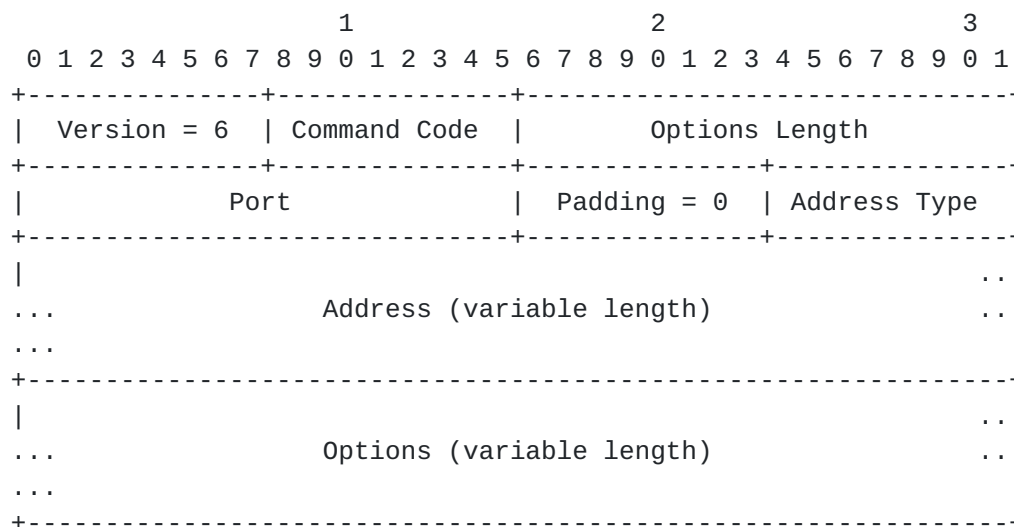 1                   2                   3
 0 1 2 3 4 5 6 7 8 9 0 1 2 3 4 5 6 7 8 9 0 1 2 3 4 5 6 7 8 9 0 1
+---------------+---------------+-------------------------------+
|  Version = 6  | Command Code  |        Options Length
+---------------+---------------+---------------+---------------+
|             Port              |  Padding = 0  | Address Type
+-------------------------------+---------------+---------------+
|                                                             ..
...                 Address (variable length)                 ..
...
+---------------------------------------------------------------+
|                                                             ..
...                 Options (variable length)                 ..
...
+---------------------------------------------------------------+